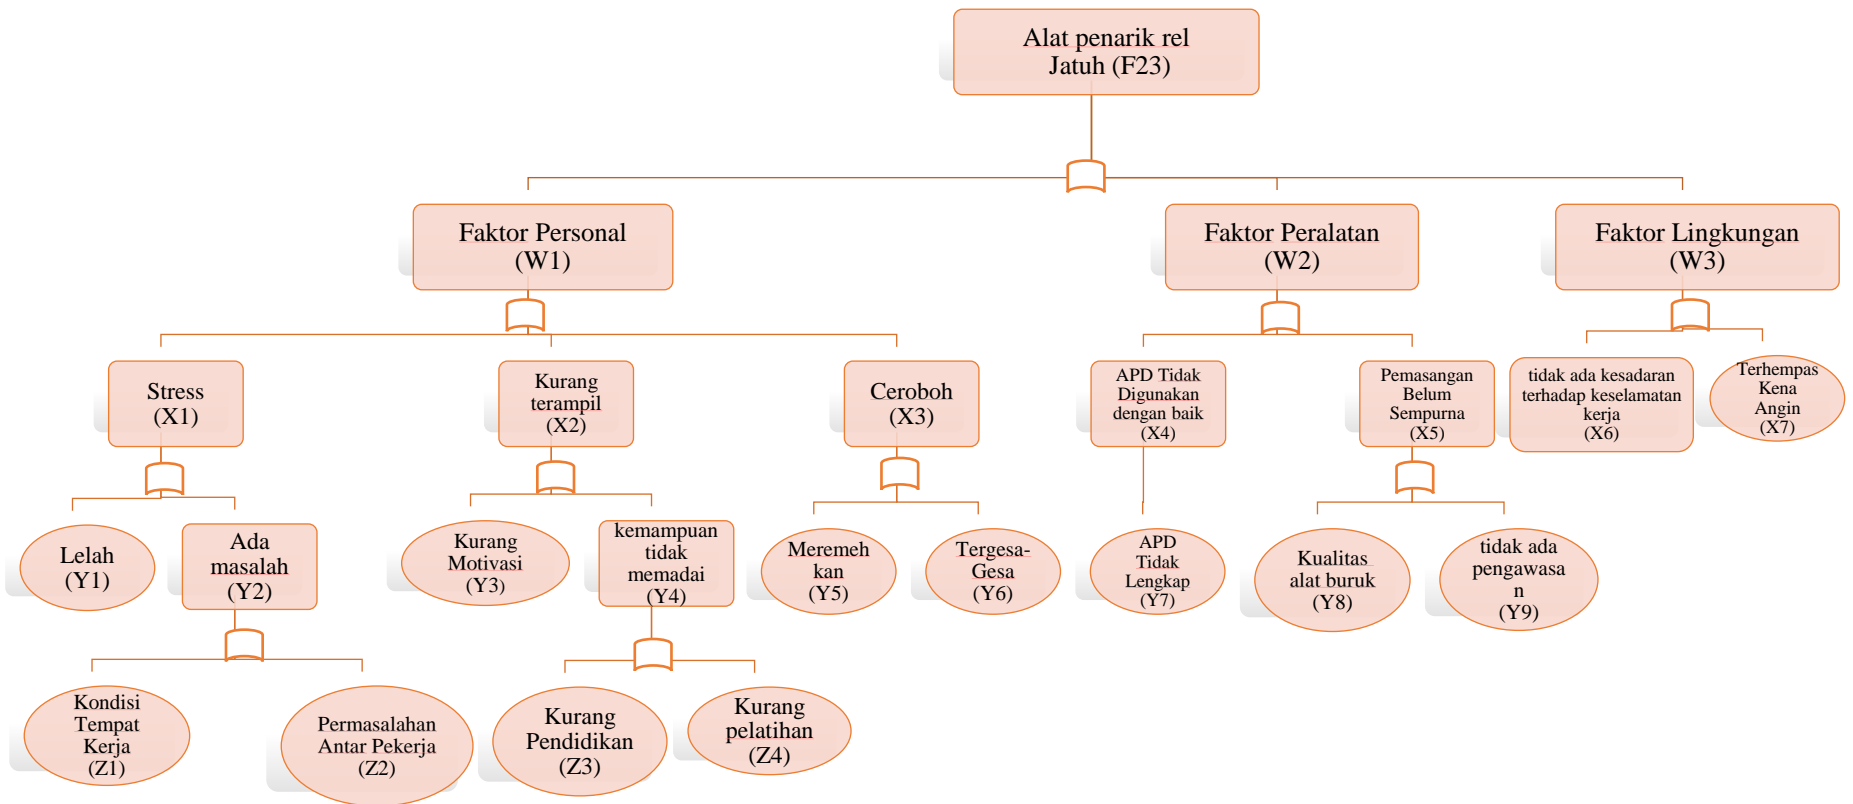 Alat penarik rel
Jatuh (F23)
Faktor Personal
(W1)
Faktor Peralatan
(W2)
Faktor Lingkungan
(W3)
Stress
(X1)
Kurang
terampil
(X2)
Ceroboh
(X3)
APD Tidak
Digunakan
dengan baik
(X4)
Pemasangan
Belum
Sempurna
(X5)
tidak ada kesadaran
terhadap keselamatan
kerja
(X6)
Terhempas
Kena
Angin
(X7)
Lelah
(Y1)
Ada
masalah
(Y2)
Kurang
Motivasi
(Y3)
kemampuan
tidak
memadai
(Y4)
Meremeh
kan
(Y5)
Tergesa-
Gesa
(Y6)
APD
Tidak
Lengkap
(Y7)
Kualitas
alat buruk
(Y8)
tidak ada
pengawasa
n
(Y9)
Kondisi
Tempat
Kerja
(Z1)
Permasalahan
Antar Pekerja
(Z2)
Kurang
Pendidikan
(Z3)
Kurang
pelatihan
(Z4)